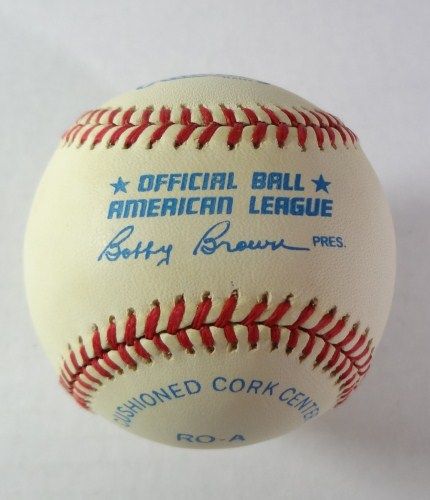 ★ OFFICIAL BALL ★
AMERICAN LEAGUE
Bobby Brown PRES.
CUSHIONED CORK CENTER
RO-A